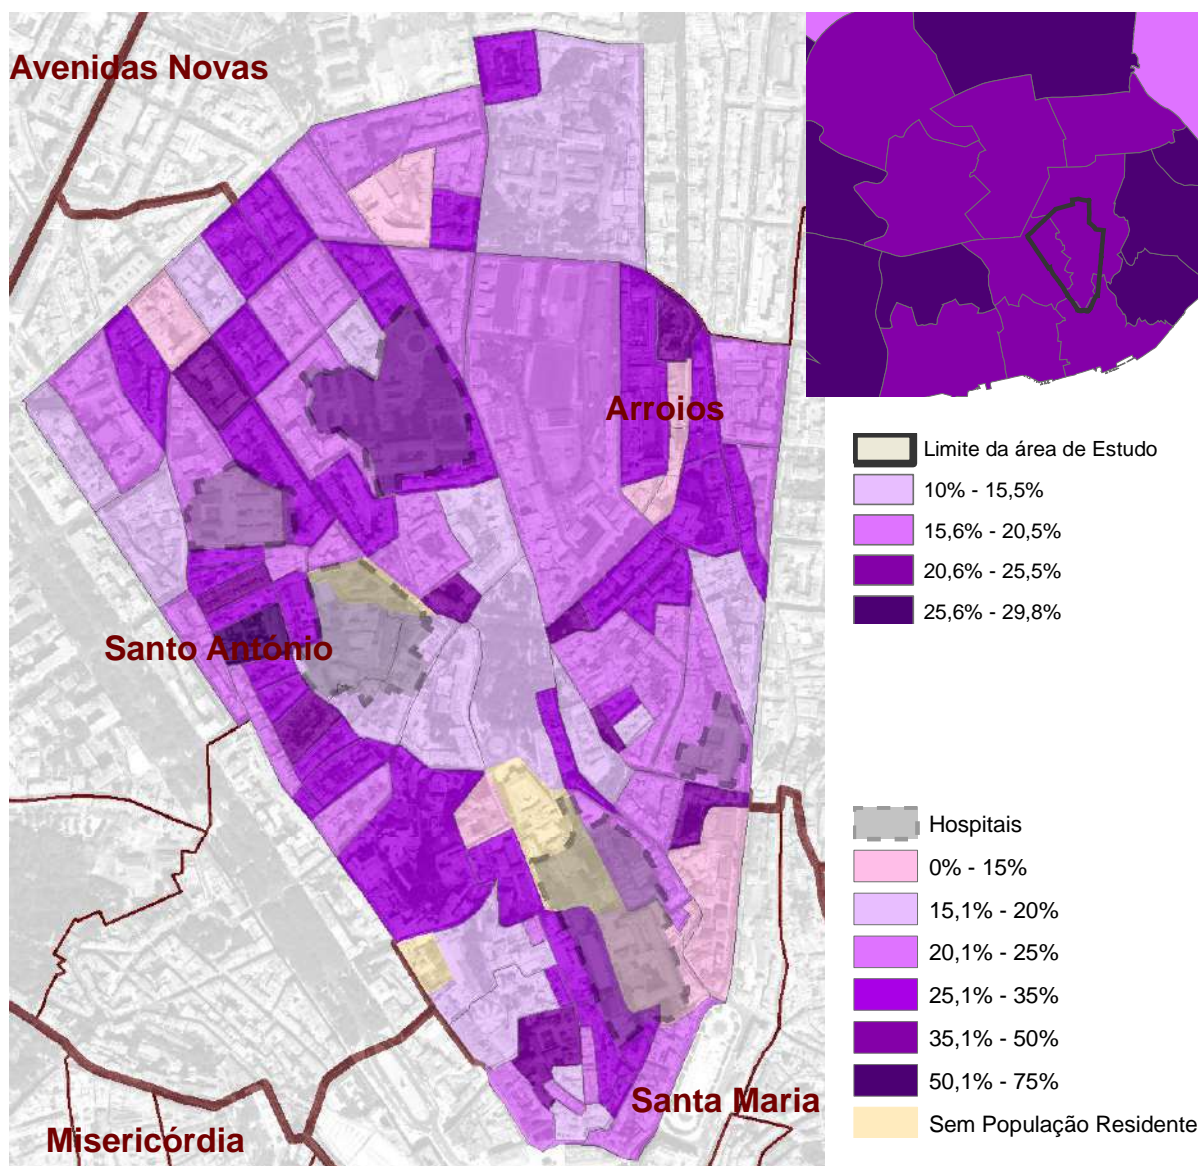 Avenidas Novas
Arroios
Santo António
Santa Maria
Misericórdia
Limite da área de Estudo
10% - 15,5%
15,6% - 20,5%
20,6% - 25,5%
25,6% - 29,8%
Hospitais
0% - 15%
15,1% - 20%
20,1% - 25%
25,1% - 35%
35,1% - 50%
50,1% - 75%
Sem População Residente